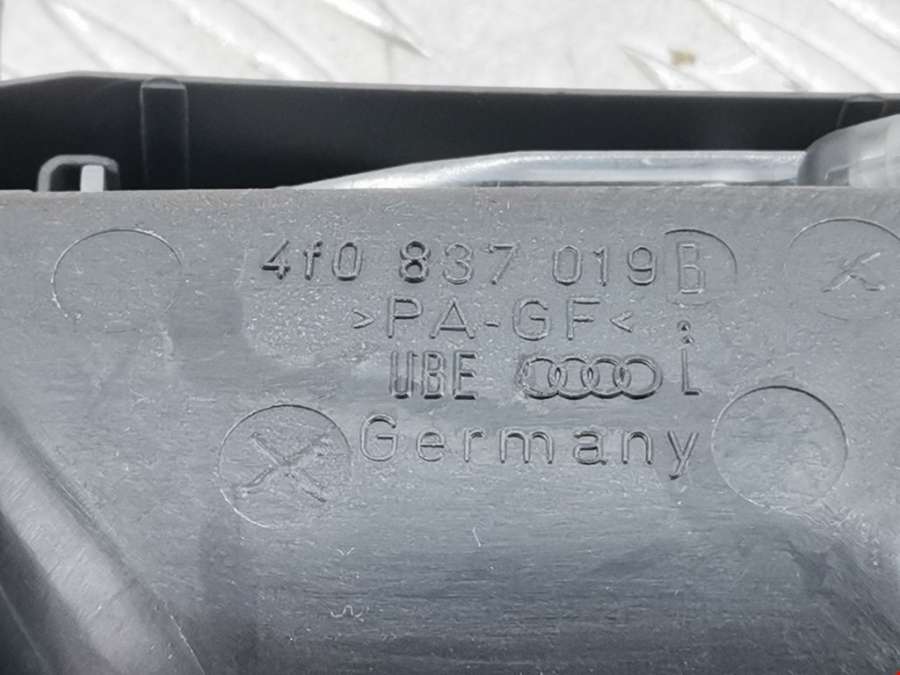 4f0 837 019B
>PA-GF<
UBE L
Germany